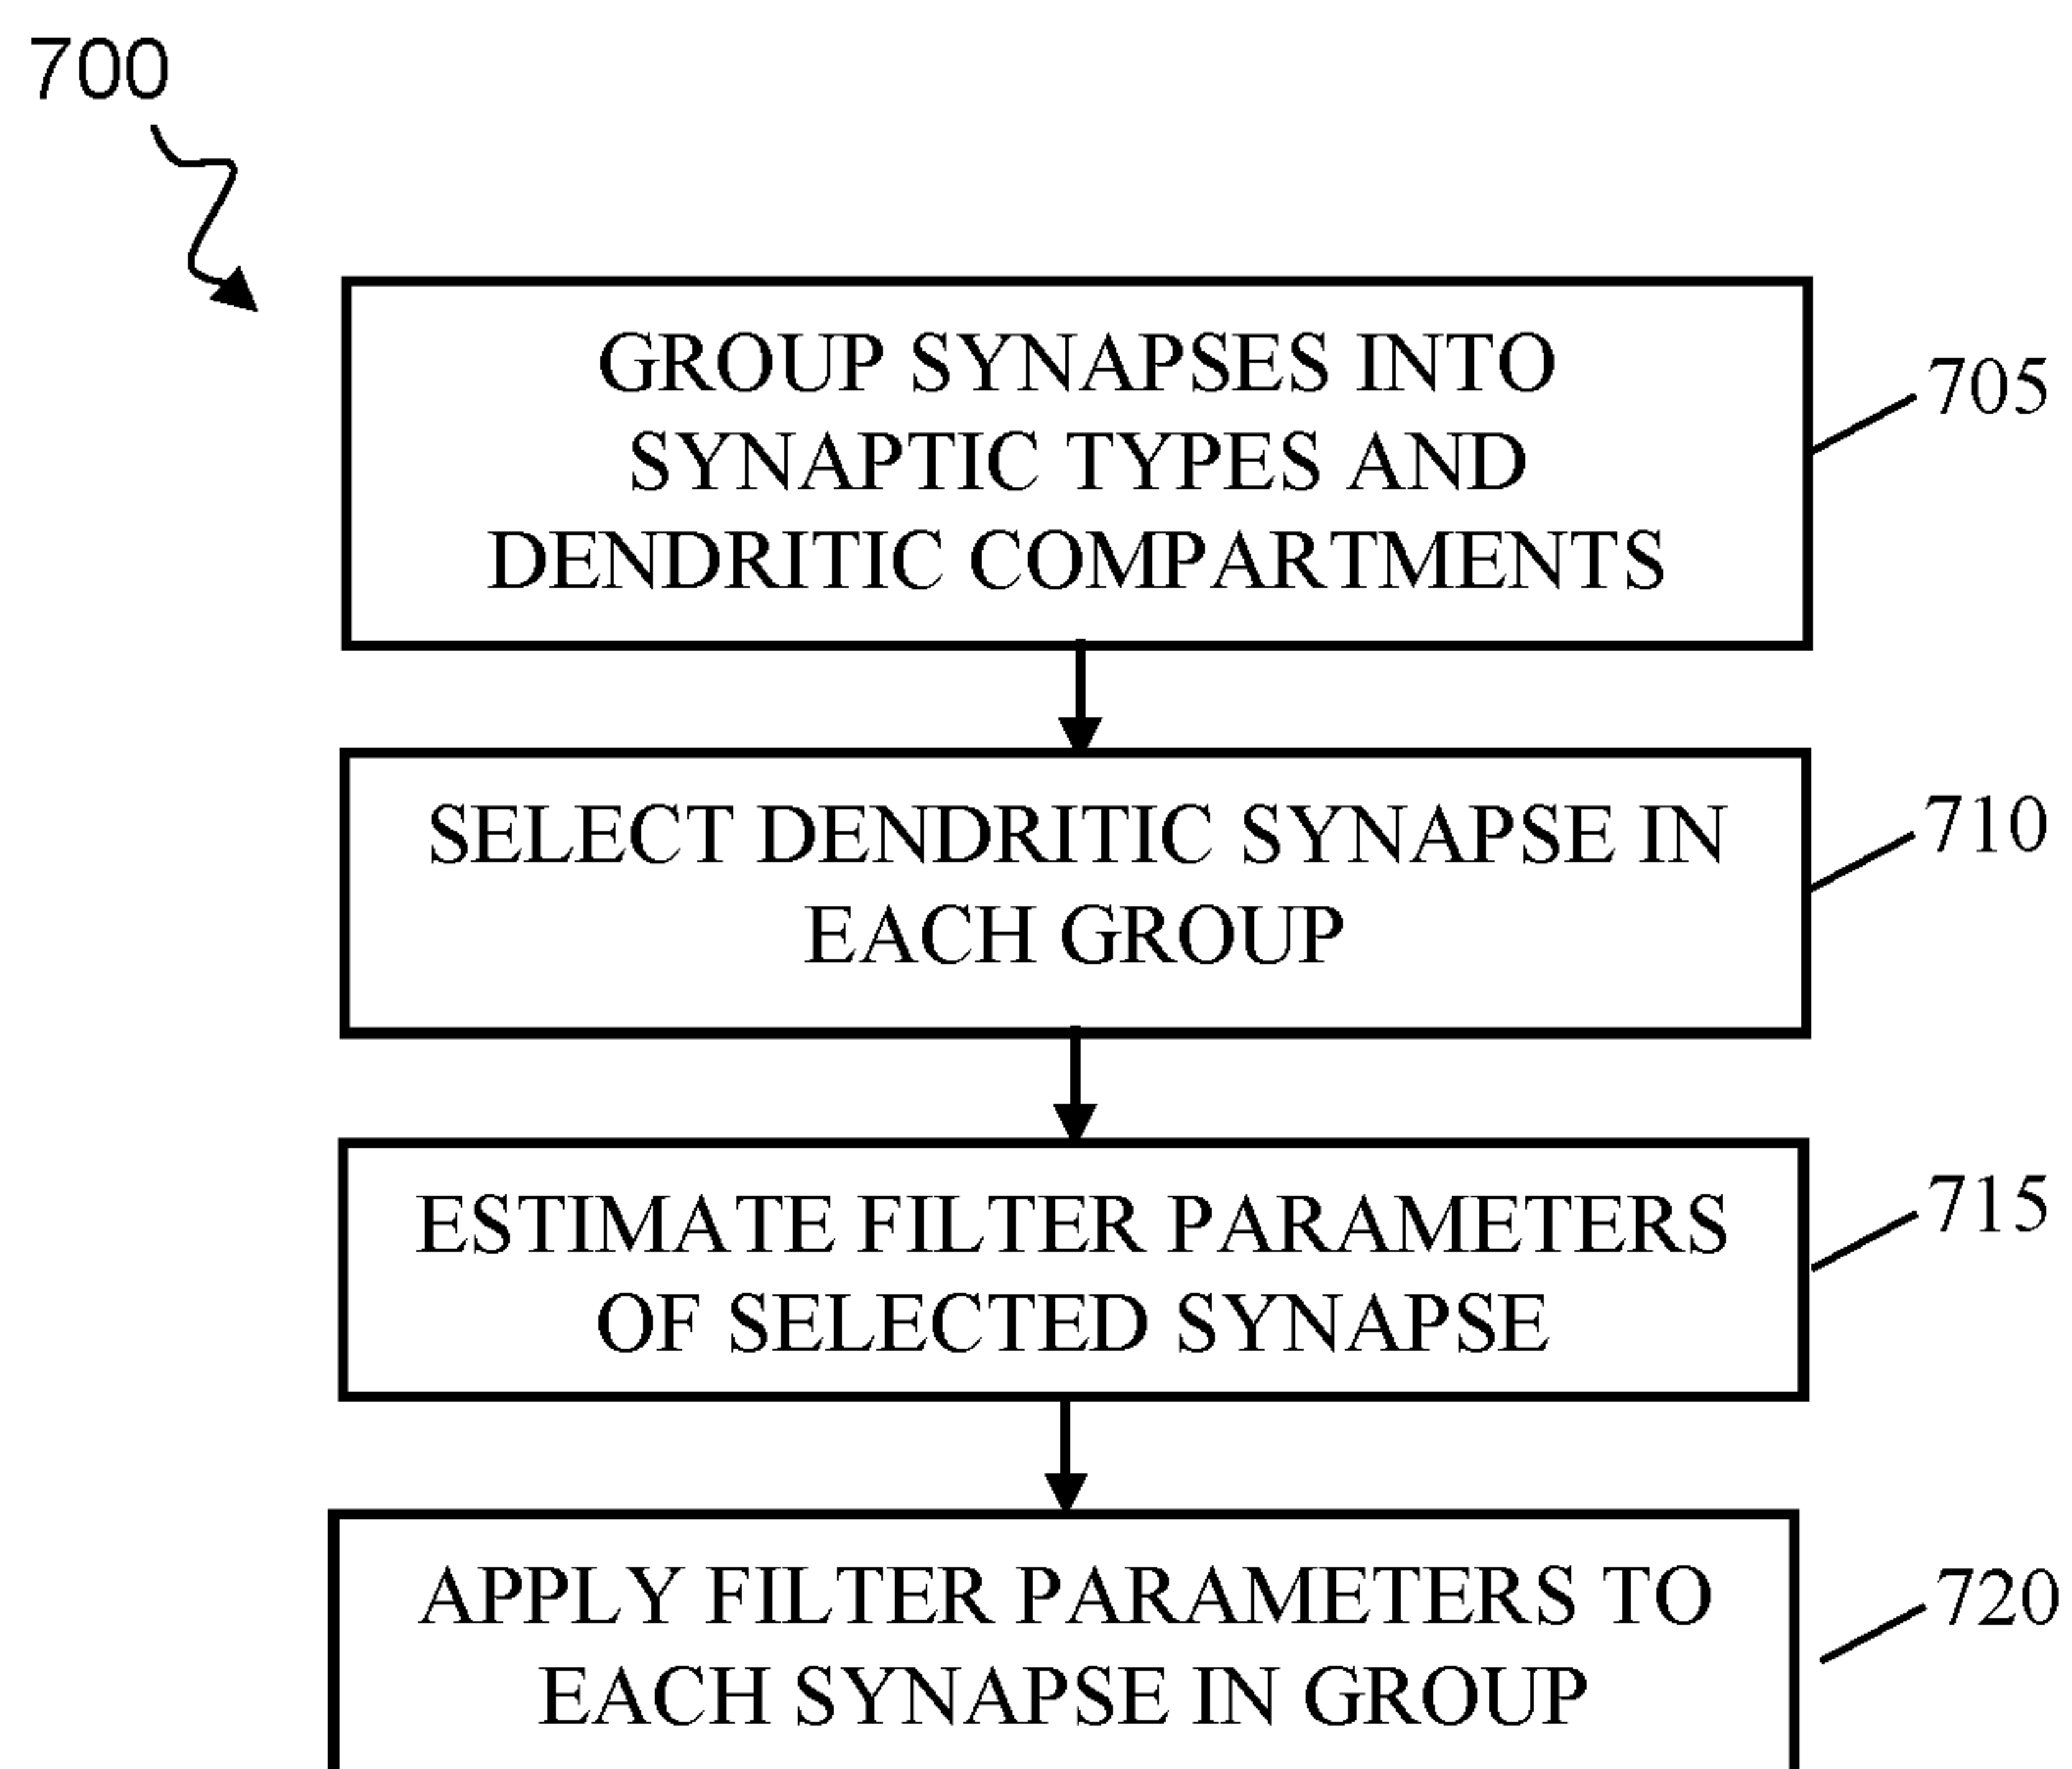 700
GROUP SYNAPSES INTO
SYNAPTIC TYPES AND
DENDRITIC COMPARTMENTS
705
SELECT DENDRITIC SYNAPSE IN
EACH GROUP
710
ESTIMATE FILTER PARAMETERS
OF SELECTED SYNAPSE
715
APPLY FILTER PARAMETERS TO
EACH SYNAPSE IN GROUP
720